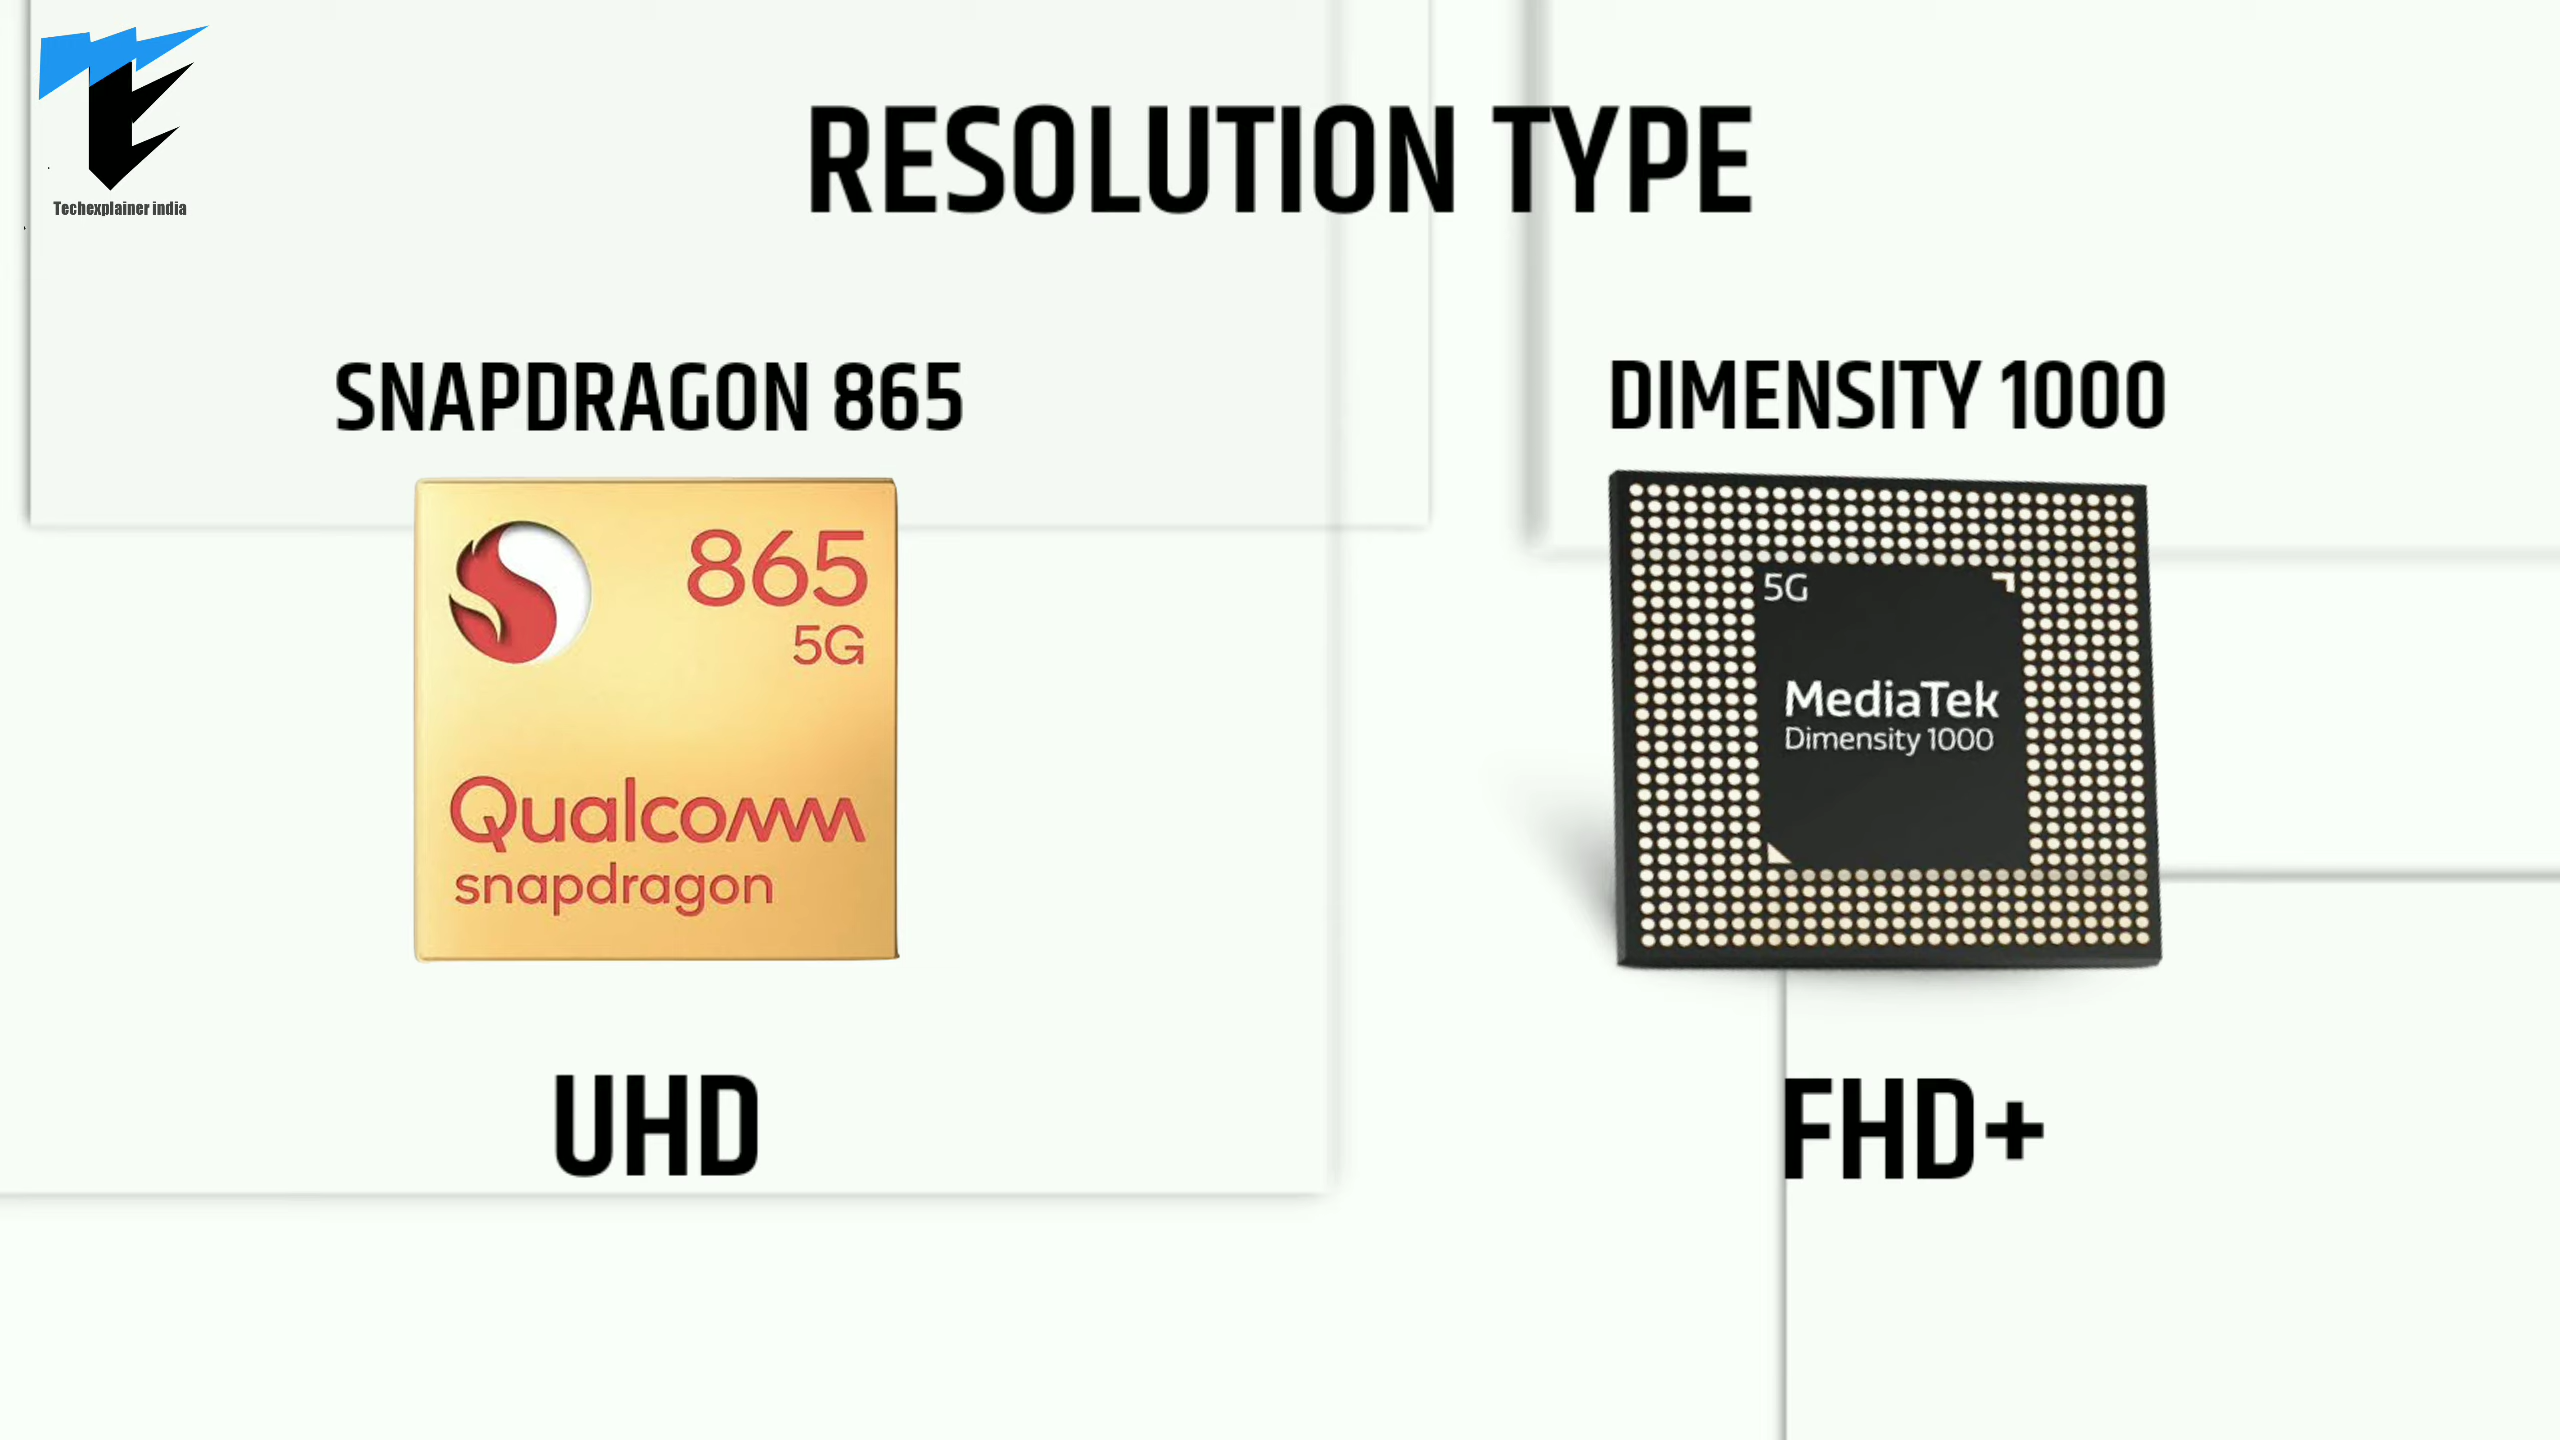 Techexplainer india
RESOLUTION TYPE
SNAPDRAGON 865
DIMENSITY 1000
865
5G
Qualcomm
snapdragon
5G
MediaTek
Dimensity 1000
UHD
FHD+